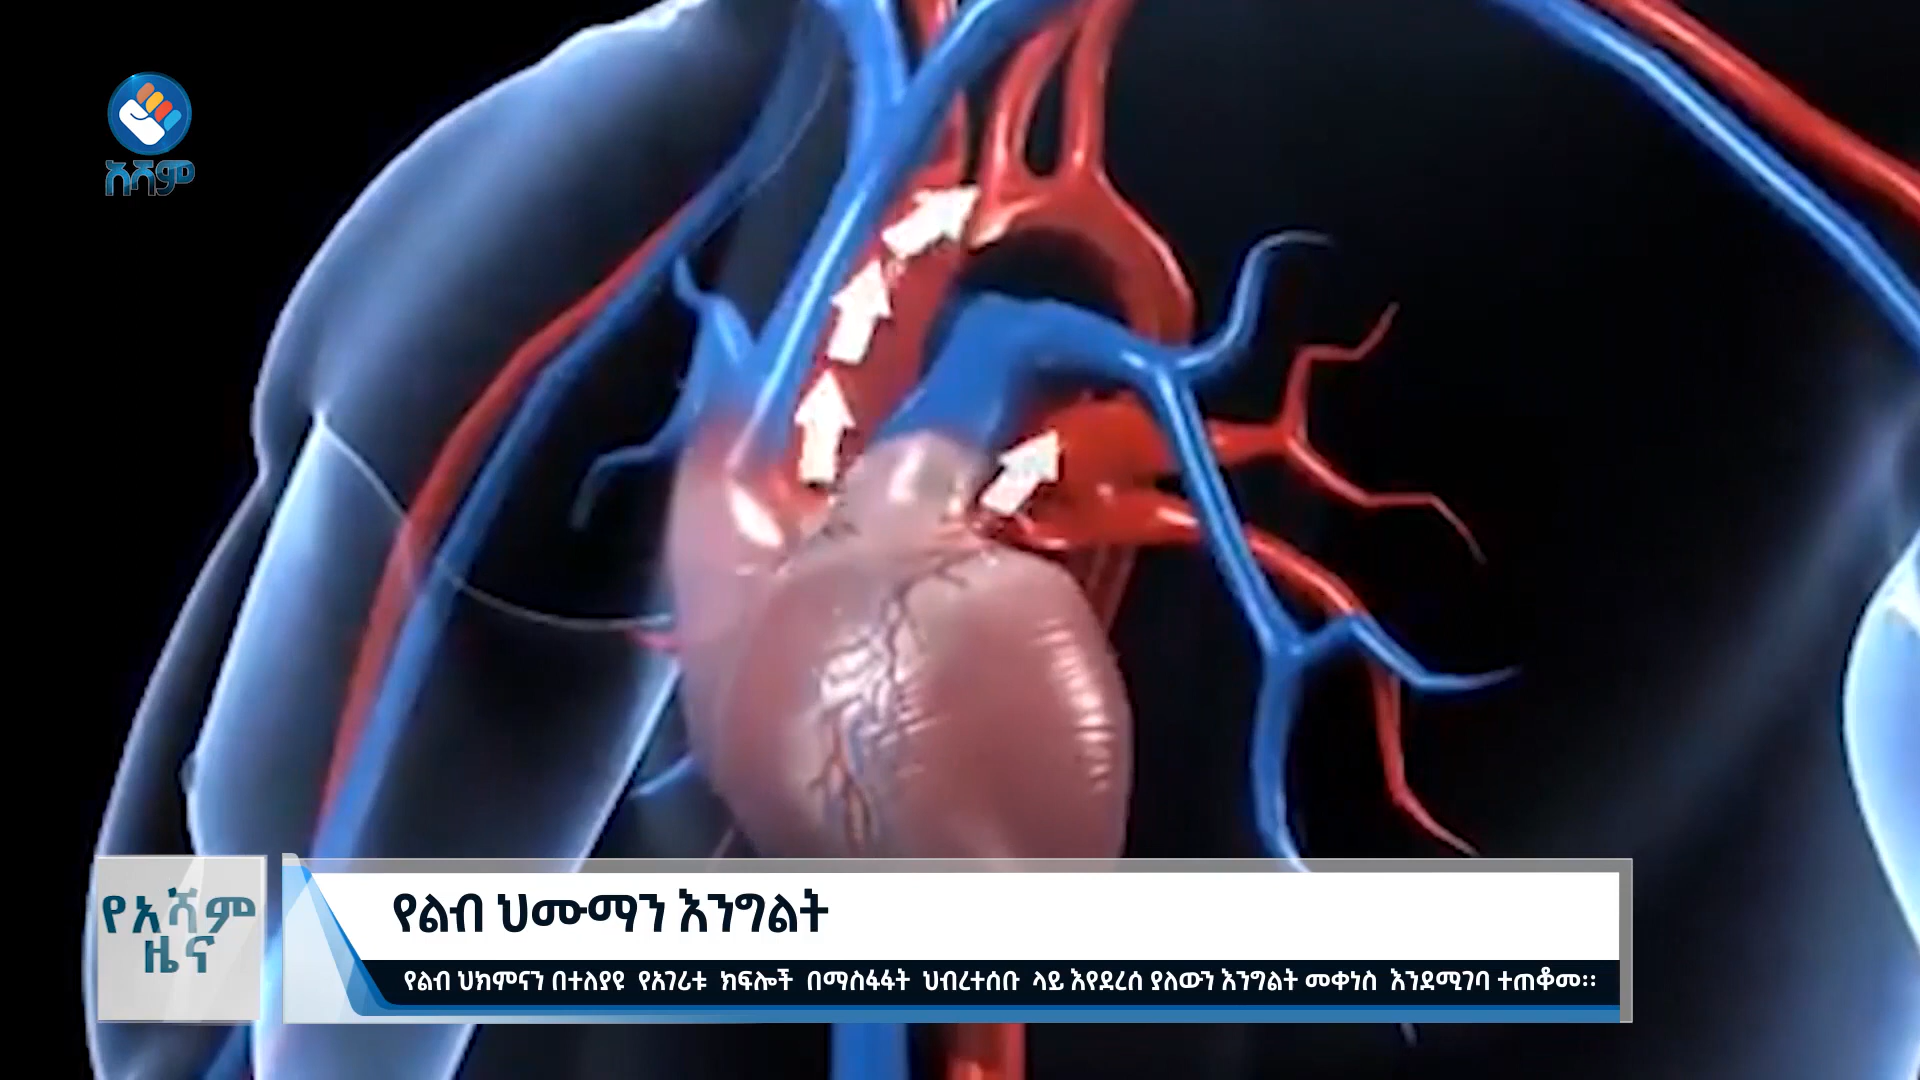 አሻም
የልብ ህሙማን እንግልት
የአሻም
ዜና
የልብ ህክምናን በተለያዩ የአገሪቱ ክፍሎች በማስፋፋት ህብረተሰቡ ላይ እየደረሰ ያለውን እንግልት መቀነስ እንደሚገባ ተጠቆመ።